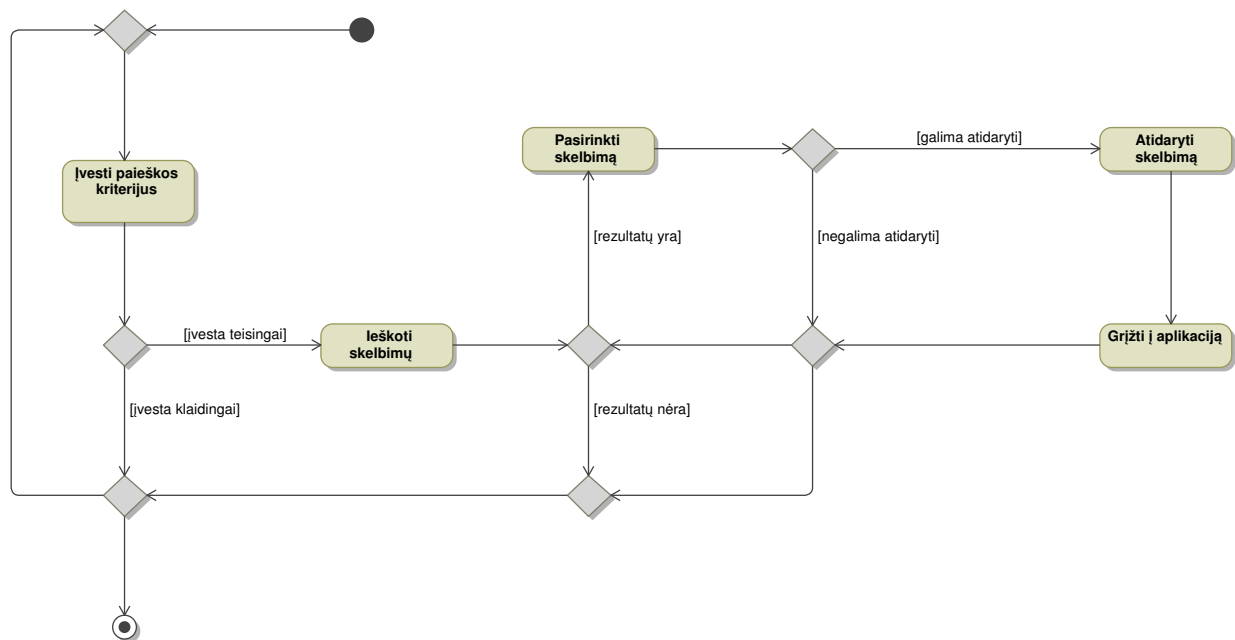 Pasirinkti
skelbimą
[galima atidaryti]
Atidaryti
skelbimą
Įvesti paieškos
kriterijus
[rezultatų yra]
[negalima atidaryti]
[įvesta teisingai]
Ieškoti
skelbimų
Grįžti į aplikaciją
[įvesta klaidingai]
[rezultatų nėra]